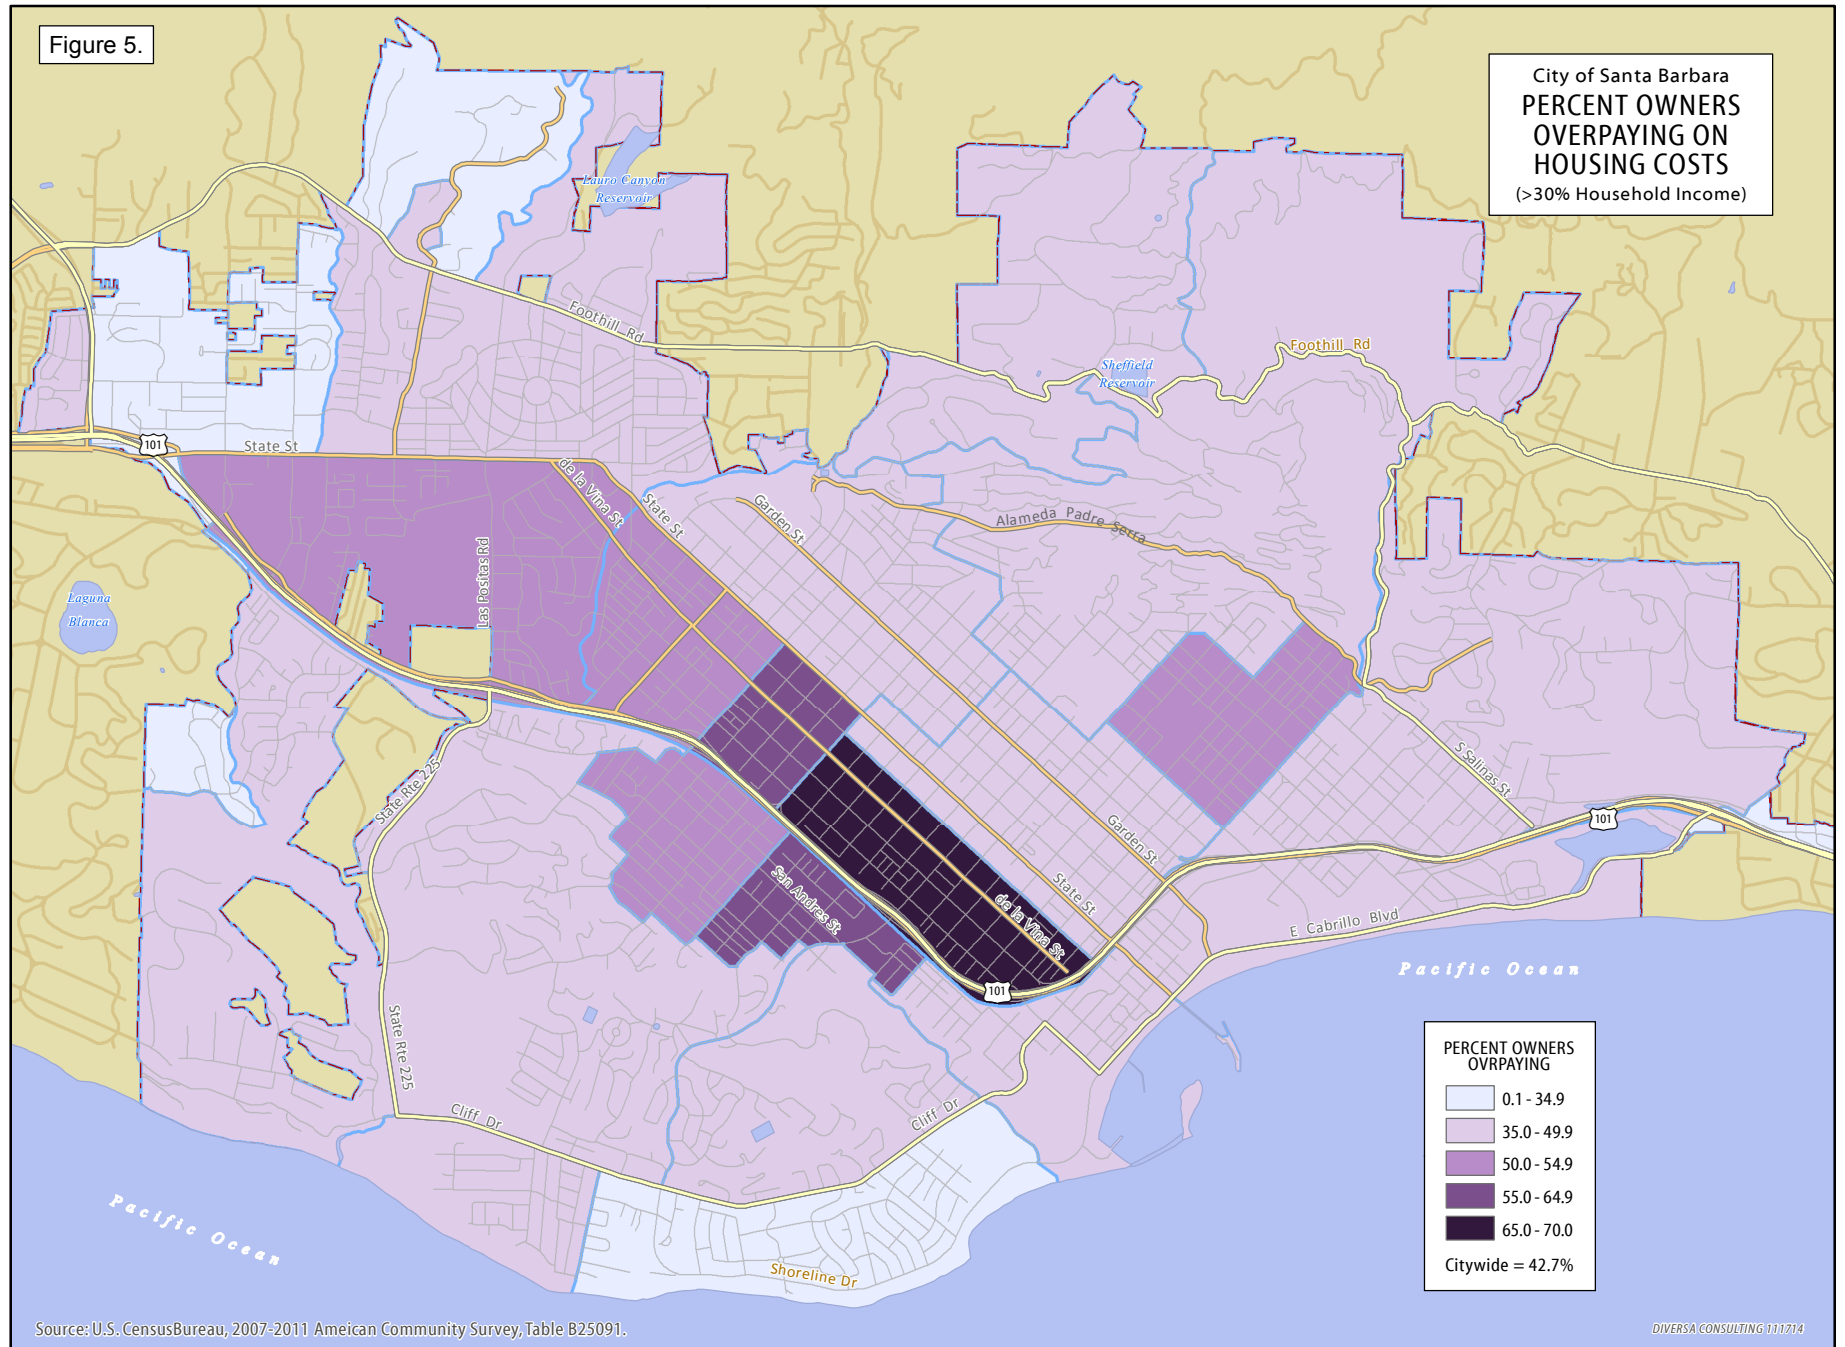 Figure 5.
City of Santa Barbara
PERCENT OWNERS
OVERPAYING ON
HOUSING COSTS
(>30% Household Income)
Lauro Canyon
Reservoir
Foothill Rd
Foothill Rd
Sheffield
Reservoir
101
State St
de la Vina St
State St
Garden St
Alameda Padre Serra
Las Positas Rd
Laguna
Blanca
State Rte 225
S Salinas St
101
Garden St
San Andres St
State St
de la Vina St
E Cabrillo Blvd
Pacific Ocean
101
State Rte 225
Cliff Dr
Cliff Dr
PERCENT OWNERS
OVRPAYING
0.1 - 34.9
35.0 - 49.9
50.0 - 54.9
55.0 - 64.9
65.0 - 70.0
Citywide = 42.7%
Pacific Ocean
Shoreline Dr
Source: U.S. CensusBureau, 2007-2011 Ameican Community Survey, Table B25091.
DIVERSA CONSULTING 111714